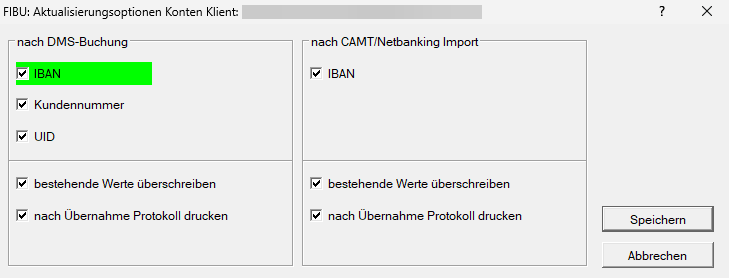 FIBU: Aktualisierungsoptionen Konten Klient:
nach DMS-Buchung
IBAN
Kundennummer
UID
bestehende Werte überschreiben
nach Übernahme Protokoll drucken
nach CAMT/Netbanking Import
IBAN
bestehende Werte überschreiben
nach Übernahme Protokoll drucken
Speichern
Abbrechen